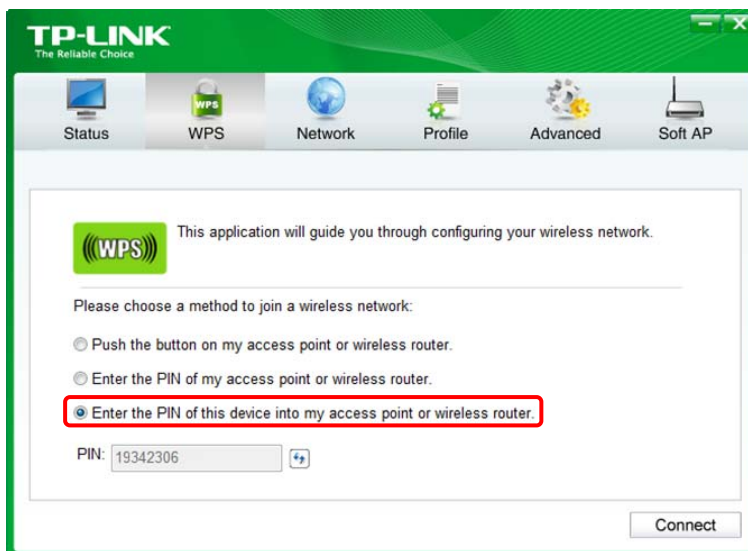 TP-LINK
The Reliable Choice
WPS
Status WPS Network Profile Advanced Soft AP
WPS
This application will guide you through configuring your wireless network.
Please choose a method to join a wireless network:
Push the button on my access point or wireless router.
Enter the PIN of my access point or wireless router.
Enter the PIN of this device into my access point or wireless router.
PIN: 19342306
Connect